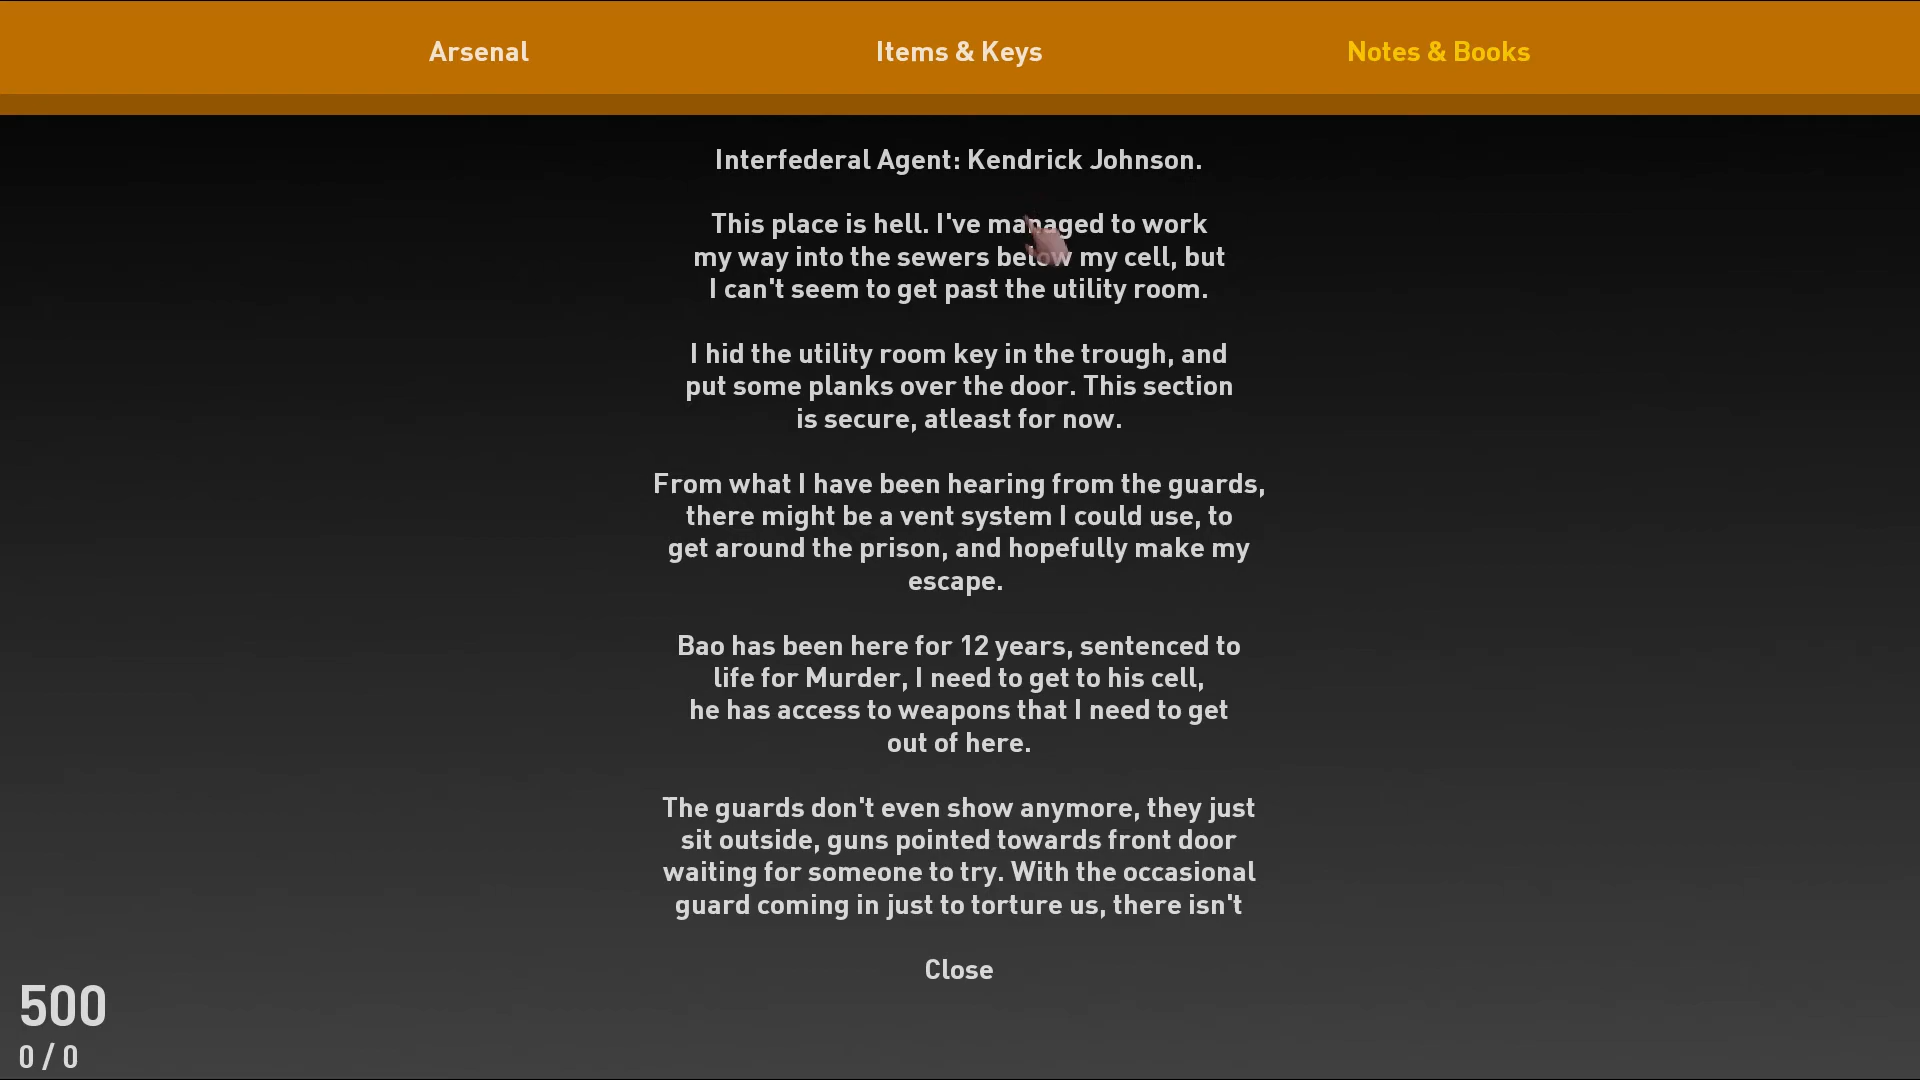 Arsenal
Items & Keys
Notes & Books
Interfederal Agent: Kendrick Johnson.
This place is hell. I've managed to work
my way into the sewers below my cell, but
I can't seem to get past the utility room.
I hid the utility room key in the trough, and
put some planks over the door. This section
is secure, atleast for now.
From what I have been hearing from the guards,
there might be a vent system I could use, to
get around the prison, and hopefully make my
escape.
Bao has been here for 12 years, sentenced to
life for Murder, I need to get to his cell,
he has access to weapons that I need to get
out of here.
The guards don't even show anymore, they just
sit outside, guns pointed towards front door
waiting for someone to try. With the occasional
guard coming in just to torture us, there isn't
Close
500
0 / 0